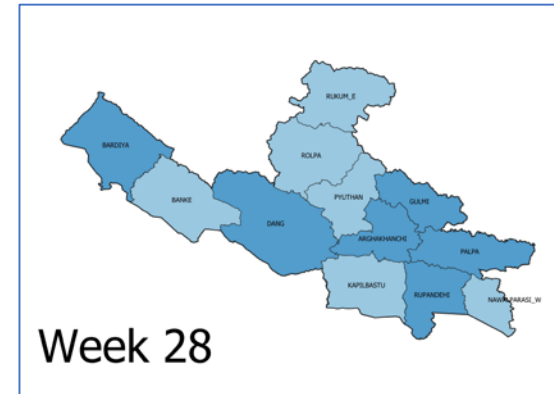 RUKUM_E
ROLPA
BARDIYA
PYUTHAN
BANKE
GULMI
DANG
ARGHAKHANCHI
PALPA
KAPILBASTU
RUPANDEHI
NAWALPARASI_W
Week 28